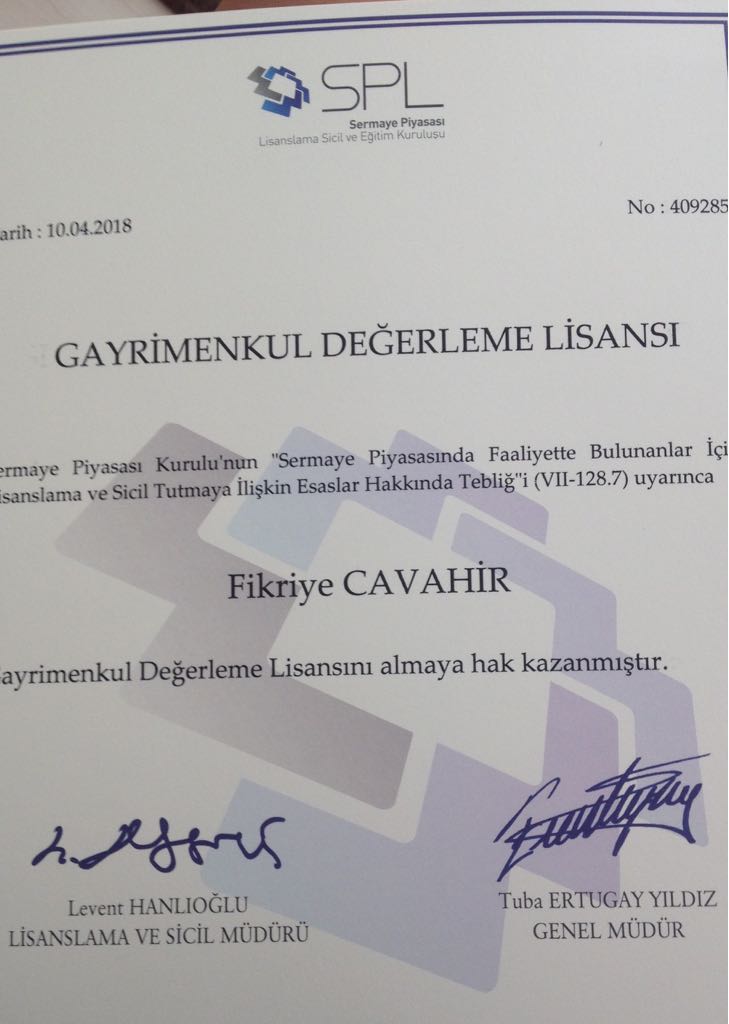 SPL
Sermaye Piyasası
Lisanslama Sicil ve Eğitim Kuruluşu
No : 409285
arih : 10.04.2018
GAYRİMENKUL DEĞERLEME LİSANSI
ermaye Piyasası Kurulu'nun "Sermaye Piyasasında Faaliyette Bulunanlar İçi
isanslama ve Sicil Tutmaya İlişkin Esaslar Hakkında Tebliğ"i (VII-128.7) uyarınca
Fikriye CAVAHİR
ayrimenkul Değerleme Lisansını almaya hak kazanmıştır.
Levent HANLIOĞLU
LİSANSLAMA VE SİCİL MÜDÜRÜ
Tuba ERTUGAY YILDIZ
GENEL MÜDÜR